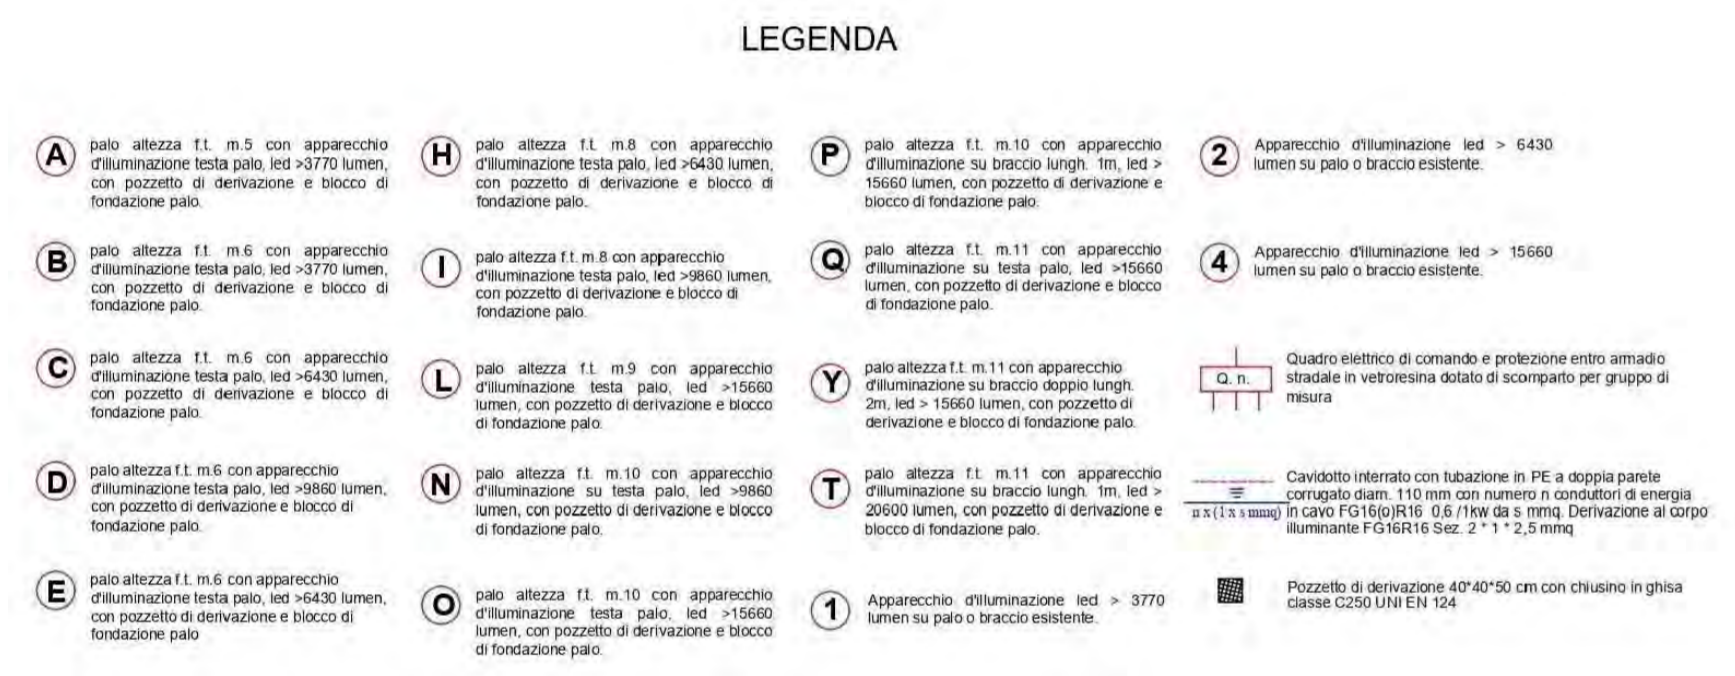 LEGENDA
A
palo altezza f.t. m.5 con apparecchio
d'illuminazione testa palo, led >3770 lumen,
con pozzetto di derivazione e blocco di
fondazione palo.
B
palo altezza f.t. m.6 con apparecchio
d'illuminazione testa palo, led >3770 lumen,
con pozzetto di derivazione e blocco di
fondazione palo.
C
palo altezza f.t. m.6 con apparecchio
d'illuminazione testa palo, led >6430 lumen,
con pozzetto di derivazione e blocco di
fondazione palo.
D
palo altezza f.t. m.6 con apparecchio
d'illuminazione testa palo, led >9860 lumen,
con pozzetto di derivazione e blocco di
fondazione palo.
E
palo altezza f.t. m.6 con apparecchio
d'illuminazione testa palo, led >6430 lumen,
con pozzetto di derivazione e blocco di
fondazione palo
H
palo altezza f.t. m.8 con apparecchio
d'illuminazione testa palo, led >6430 lumen,
con pozzetto di derivazione e blocco di
fondazione palo.
I
palo altezza f.t. m.8 con apparecchio
d'illuminazione testa palo, led >9860 lumen,
con pozzetto di derivazione e blocco di
fondazione palo.
L
palo altezza f.t. m.9 con apparecchio
d'illuminazione testa palo, led >15660
lumen, con pozzetto di derivazione e blocco
di fondazione palo.
N
palo altezza f.t. m.10 con apparecchio
d'illuminazione su testa palo, led >9860
lumen, con pozzetto di derivazione e blocco
di fondazione palo.
O
palo altezza f.t. m.10 con apparecchio
d'illuminazione testa palo, led >15660
lumen, con pozzetto di derivazione e blocco
di fondazione palo.
P
palo altezza f.t. m.10 con apparecchio
d'illuminazione su braccio lungh. 1m, led >
15660 lumen, con pozzetto di derivazione e
blocco di fondazione palo.
Q
palo altezza f.t. m.11 con apparecchio
d'illuminazione su testa palo, led >15660
lumen, con pozzetto di derivazione e blocco
di fondazione palo.
Y
palo altezza f.t. m.11 con apparecchio
d'illuminazione su braccio doppio lungh.
2m, led > 15660 lumen, con pozzetto di
derivazione e blocco di fondazione palo.
T
palo altezza f.t. m.11 con apparecchio
d'illuminazione su braccio lungh. 1m, led >
20600 lumen, con pozzetto di derivazione e
blocco di fondazione palo.
1
Apparecchio d'illuminazione led > 3770
lumen su palo o braccio esistente.
2
Apparecchio d'illuminazione led > 6430
lumen su palo o braccio esistente.
4
Apparecchio d'illuminazione led > 15660
lumen su palo o braccio esistente.
Q. n.
Quadro elettrico di comando e protezione entro armadio
stradale in vetroresina dotato di scomparto per gruppo di
misura
n x (1 x s mmq)
Cavidotto interrato con tubazione in PE a doppia parete
corrugato diam. 110 mm con numero n conduttori di energia
in cavo FG16(o)R16 0,6 /1kw da s mmq. Derivazione al corpo
illuminante FG16R16 Sez. 2 * 1 * 2,5 mmq
Pozzetto di derivazione 40*40*50 cm con chiusino in ghisa
classe C250 UNI EN 124